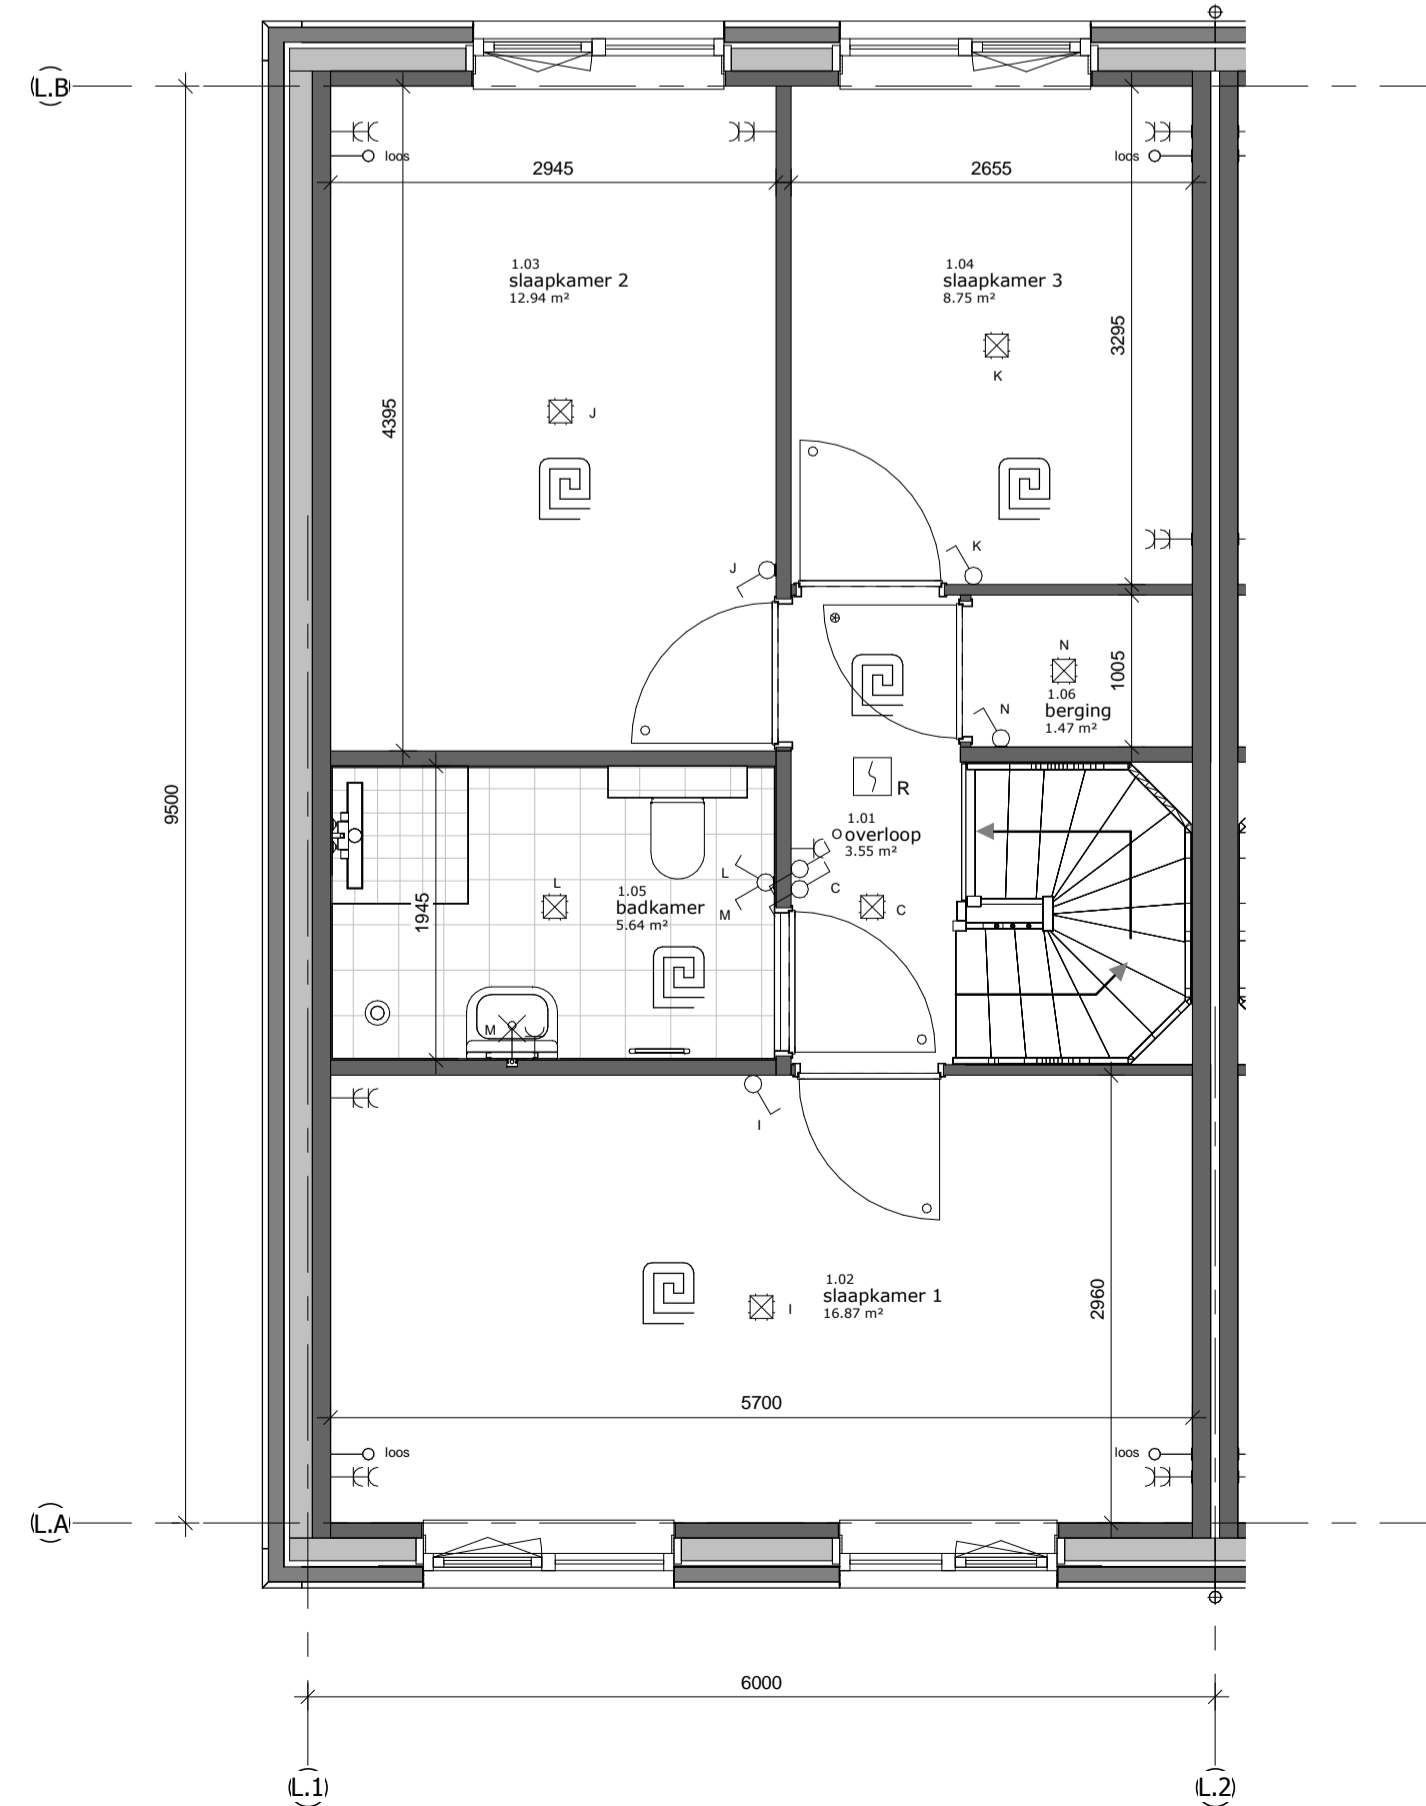 L.B
loos
loos
2945
2655
1.03
slaapkamer 2
12.94 m²
1.04
slaapkamer 3
8.75 m²
3295
K
4395
J
K
J
N
1005
1.06
berging
1.47 m²
N
9500
R
1.01
O
overloop
3.55 m²
L
L
1.05
badkamer
5.64 m²
M
C
C
1945
M
I
1.02
slaapkamer 1
16.87 m²
I
2960
5700
loos
loos
L.A
6000
L.1
L.2